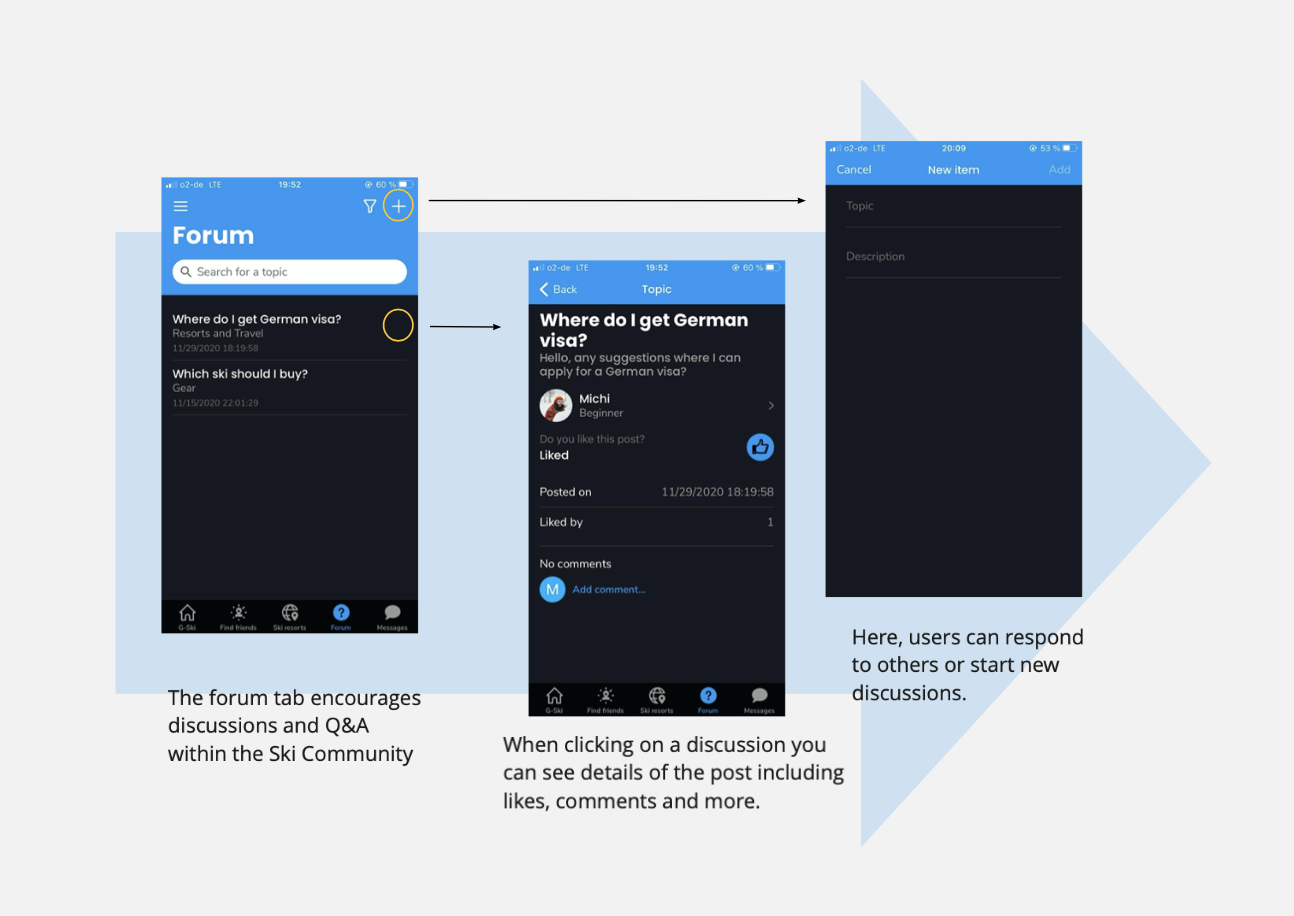 o2-de LTE 19:52 60 %
Forum
Search for a topic
Where do I get German visa?
Resorts and Travel
11/29/2020 18:19:58
Which ski should I buy?
Gear
11/15/2020 22:01:29
G-Ski Find friends Ski resorts Forum Messages
The forum tab encourages
discussions and Q&A
within the Ski Community
o2-de LTE 19:52 60 %
Back Topic
Where do I get German
visa?
Hello, any suggestions where I can
apply for a German visa?
Michi
Beginner
Do you like this post?
Liked
Posted on 11/29/2020 18:19:58
Liked by 1
No comments
M Add comment...
G-Ski Find friends Ski resorts Forum Messages
When clicking on a discussion you
can see details of the post including
likes, comments and more.
o2-de LTE 20:09 53 %
Cancel New item Add
Topic
Description
Here, users can respond
to others or start new
discussions.